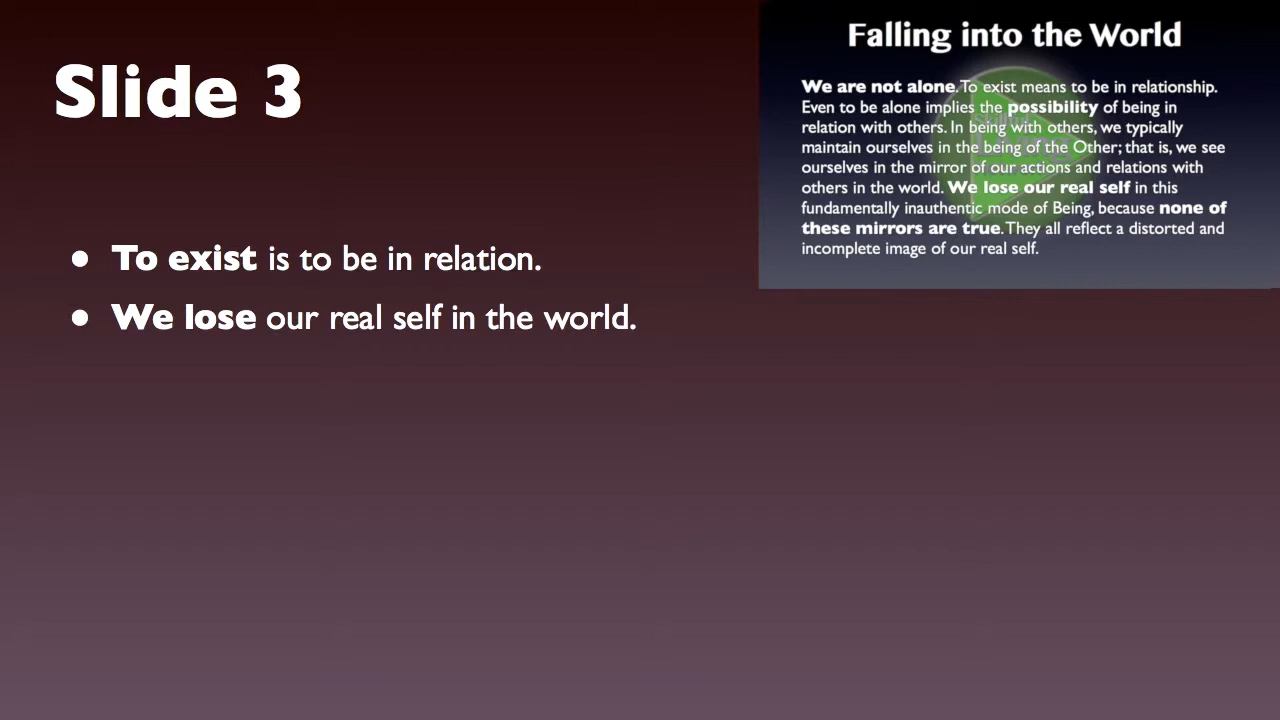 Slide 3
• To exist is to be in relation.
• We lose our real self in the world.
Falling into the World
We are not alone. To exist means to be in relationship.
Even to be alone implies the possibility of being in
relation with others. In being with others, we typically
maintain ourselves in the being of the Other; that is, we see
ourselves in the mirror of our actions and relations with
others in the world. We lose our real self in this
fundamentally inauthentic mode of Being, because none of
these mirrors are true. They all reflect a distorted and
incomplete image of our real self.